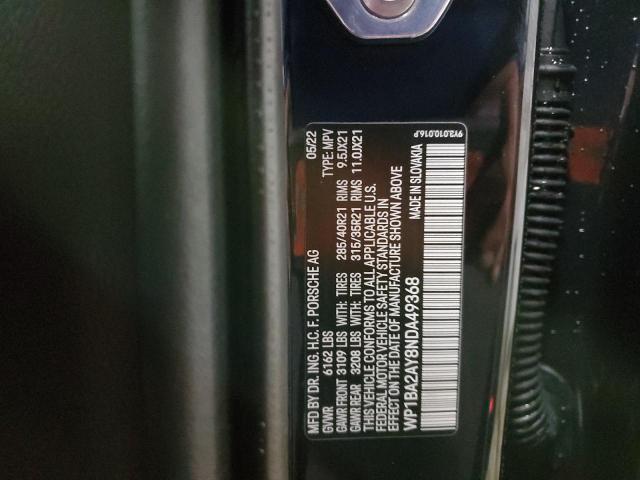 MFD BY DR. ING. H.C. F. PORSCHE AG 05/22
GVWR 6162 LBS TYPE: MPV
GAWR FRONT 3109 LBS WITH TIRES 285/40R21 RIMS 9.5JX21
GAWR REAR 3208 LBS WITH TIRES 315/35R21 RIMS 11.0JX21
THIS VEHICLE CONFORMS TO ALL APPLICABLE U.S.
FEDERAL MOTOR VEHICLE SAFETY STANDARDS IN
EFFECT ON THE DATE OF MANUFACTURE SHOWN ABOVE
WP1BA2AY8NDA49368 MADE IN SLOVAKIA
9Y3.010.016.P